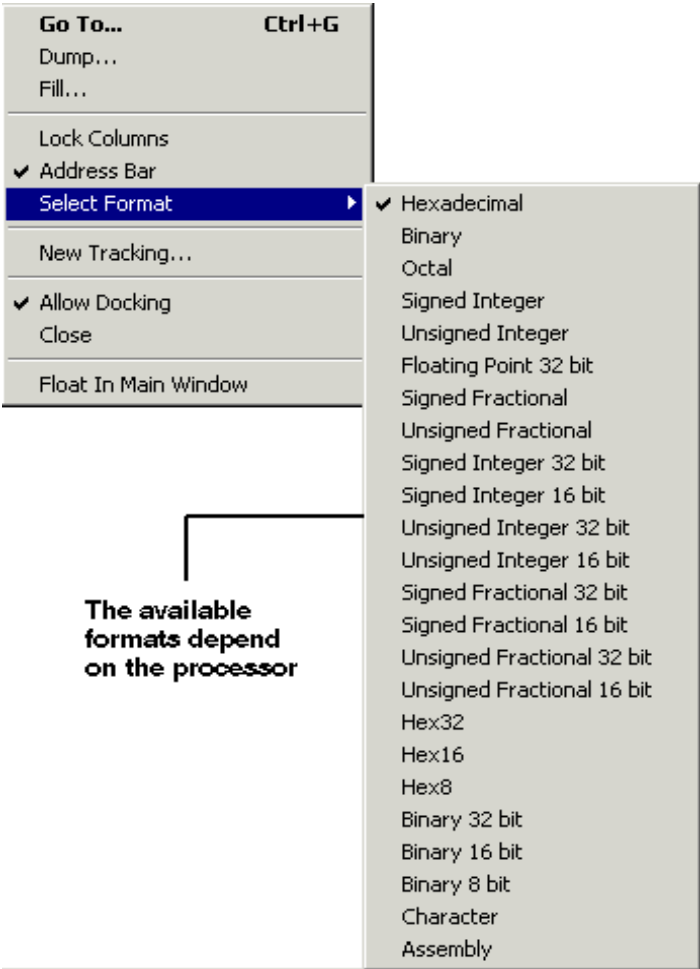 Go To... Ctrl+G
Dump...
Fill...
Lock Columns
Address Bar
Select Format
New Tracking...
Allow Docking
Close
Float In Main Window
Hexadecimal
Binary
Octal
Signed Integer
Unsigned Integer
Floating Point 32 bit
Signed Fractional
Unsigned Fractional
Signed Integer 32 bit
Signed Integer 16 bit
Unsigned Integer 32 bit
Unsigned Integer 16 bit
Signed Fractional 32 bit
Signed Fractional 16 bit
Unsigned Fractional 32 bit
Unsigned Fractional 16 bit
Hex32
Hex16
Hex8
Binary 32 bit
Binary 16 bit
Binary 8 bit
Character
Assembly
The available
formats depend
on the processor